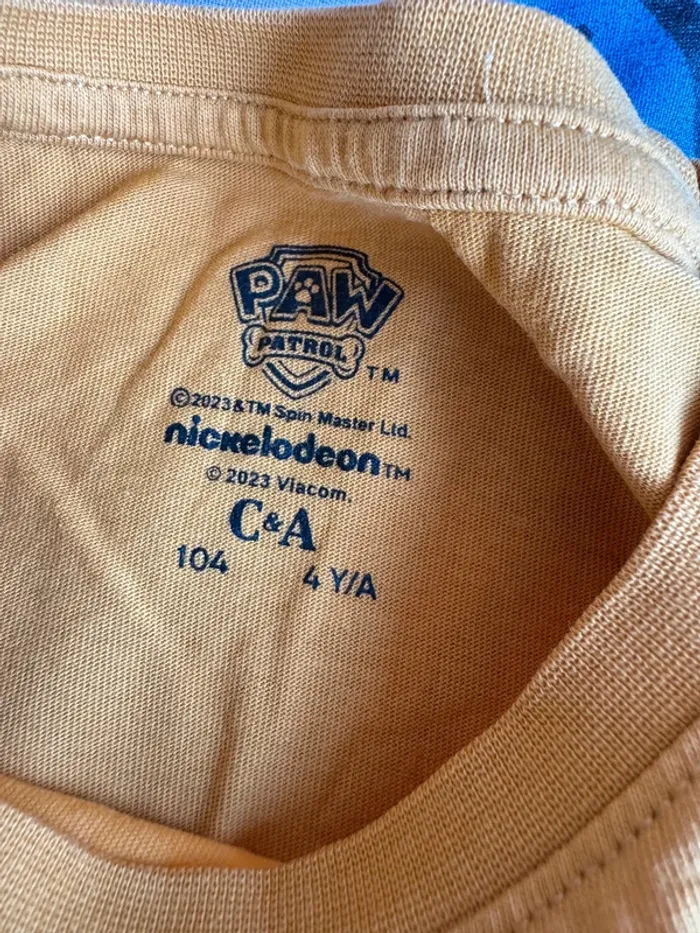 PAW
PATROL
TM
©2023&TM Spin Master Ltd.
nickelodeon TM
© 2023 Viacom.
C&A
104 4 Y/A